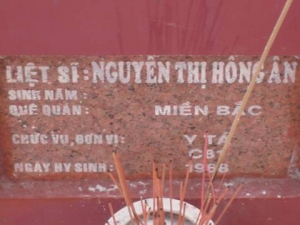 LIỆT SĨ : NGUYỄN THỊ HỒNG ÂN
SINH NĂM :
QUÊ QUÁN : MIỀN BẮC
CHỨC VỤ, ĐƠN VỊ : Y TÁ
C81
NGÀY HY SINH : 1968